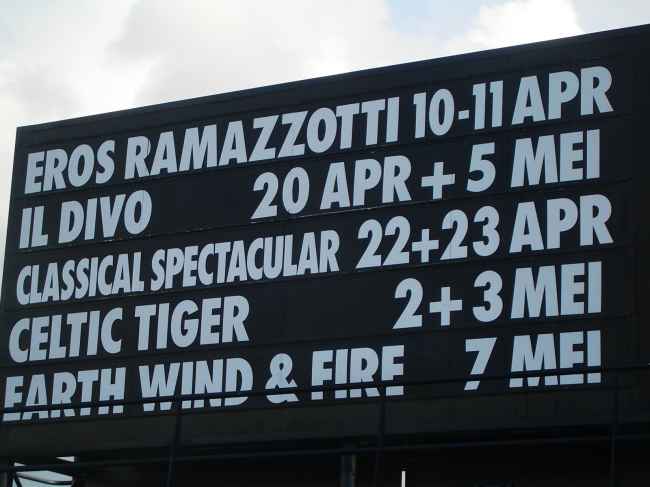 EROS RAMAZZOTTI 10-11 APR
IL DIVO 20 APR + 5 MEI
CLASSICAL SPECTACULAR 22+23 APR
CELTIC TIGER 2+3 MEI
EARTH WIND & FIRE 7 MEI